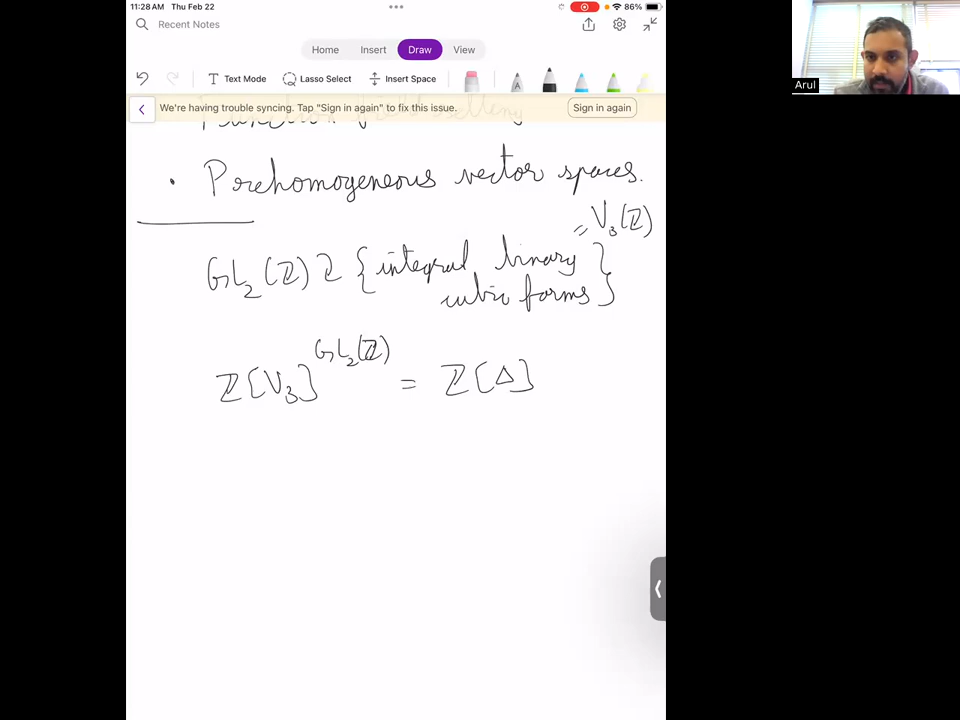 11:28AM Thu Feb 22
86%
Recent Notes
Home Insert Draw View
Text Mode Lasso Select Insert Space
We're having trouble syncing. Tap "Sign in again" to fix this issue. Sign in again
Arul
• Prehomogeneous vector spaces.
= V₃(ℤ)
GL₂(ℤ) ↻ { integral binary
cubic forms }
ℤ[V₃]^{GL₂(ℤ)} = ℤ[Δ]